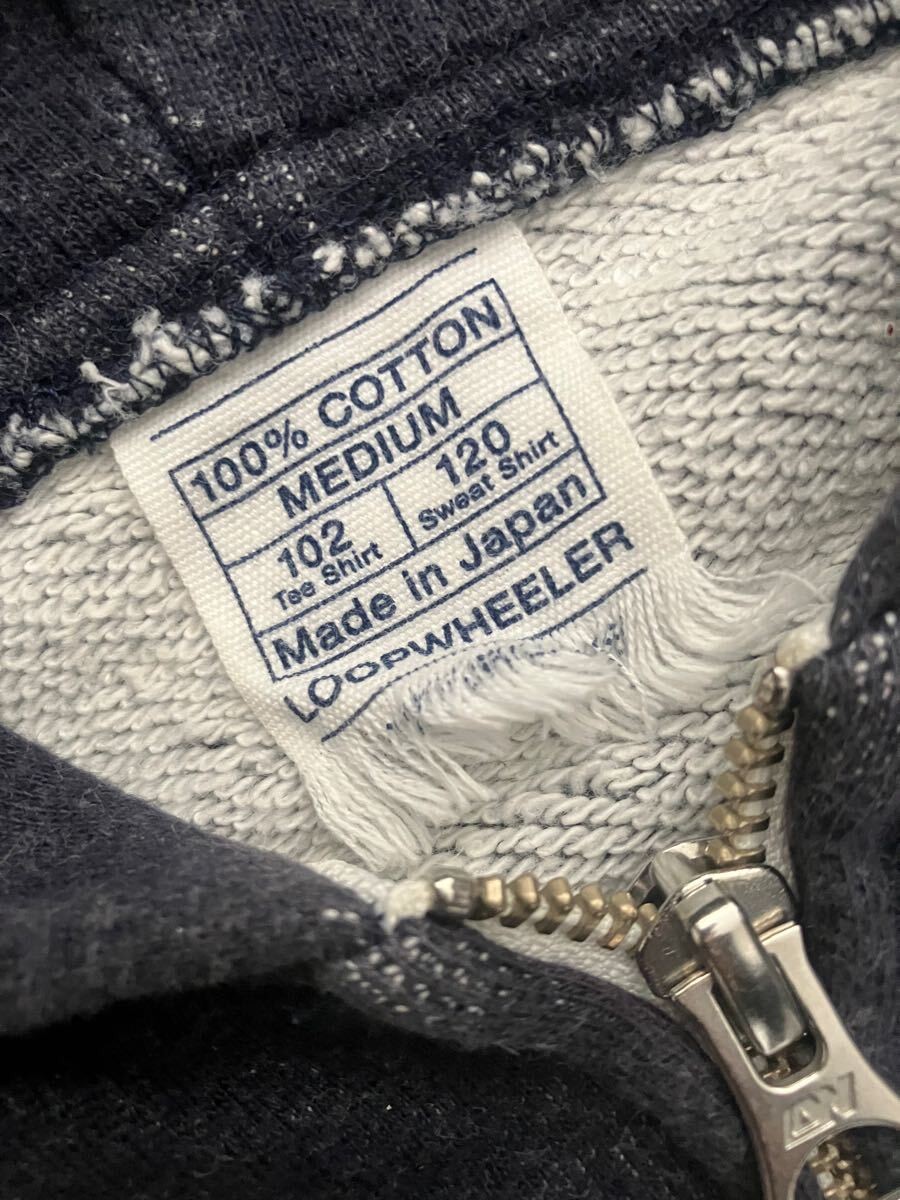 100% COTTON
MEDIUM
102 120
Tee Shirt Sweat Shirt
Made in Japan
LOOPWHEELER